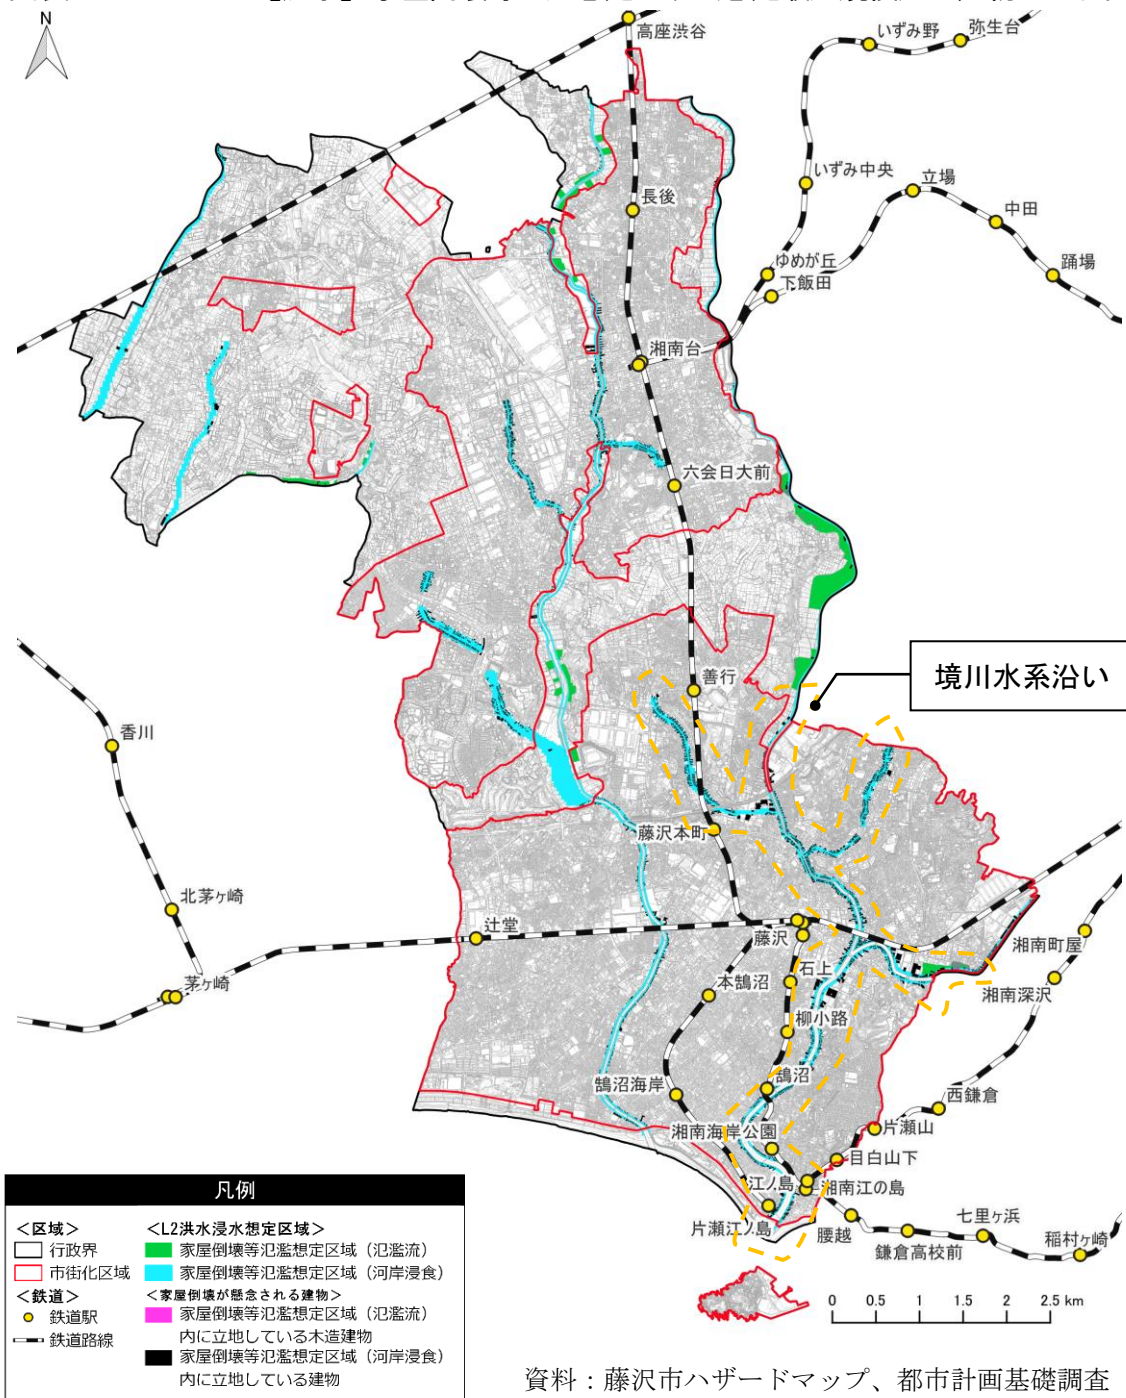 N
高座渋谷
いずみ野
弥生台
いずみ中央
立場
長後
中田
ゆめが丘
踊場
下飯田
湘南台
六会日大前
境川水系沿い
善行
香川
藤沢本町
北茅ヶ崎
辻堂
藤沢
湘南町屋
石上
茅ヶ崎
本鵠沼
湘南深沢
柳小路
鵠沼海岸
鵠沼
西鎌倉
湘南海岸公園
片瀬山
目白山下
江ノ島
湘南江の島
片瀬江ノ島
腰越
七里ヶ浜
鎌倉高校前
稲村ヶ崎
凡例
<区域>
行政界
市街化区域
<鉄道>
鉄道駅
鉄道路線
<L2洪水浸水想定区域>
家屋倒壊等氾濫想定区域（氾濫流）
家屋倒壊等氾濫想定区域（河岸浸食）
<家屋倒壊が懸念される建物>
家屋倒壊等氾濫想定区域（氾濫流）
内に立地している木造建物
家屋倒壊等氾濫想定区域（河岸浸食）
内に立地している建物
0 0.5 1 1.5 2 2.5 km
資料：藤沢市ハザードマップ、都市計画基礎調査